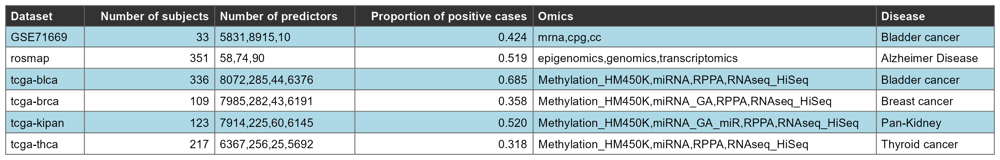 Dataset Number of subjects Number of predictors Proportion of positive cases Omics Disease
GSE71669 33 5831,8915,10 0.424 mrna,cpg,cc Bladder cancer
rosmap 351 58,74,90 0.519 epigenomics,genomics,transcriptomics Alzheimer Disease
tcga-blca 336 8072,285,44,6376 0.685 Methylation_HM450K,miRNA,RPPA,RNAseq_HiSeq Bladder cancer
tcga-brca 109 7985,282,43,6191 0.358 Methylation_HM450K,miRNA_GA,RPPA,RNAseq_HiSeq Breast cancer
tcga-kipan 123 7914,225,60,6145 0.520 Methylation_HM450K,miRNA_GA_miR,RPPA,RNAseq_HiSeq Pan-Kidney
tcga-thca 217 6367,256,25,5692 0.318 Methylation_HM450K,miRNA,RPPA,RNAseq_HiSeq Thyroid cancer